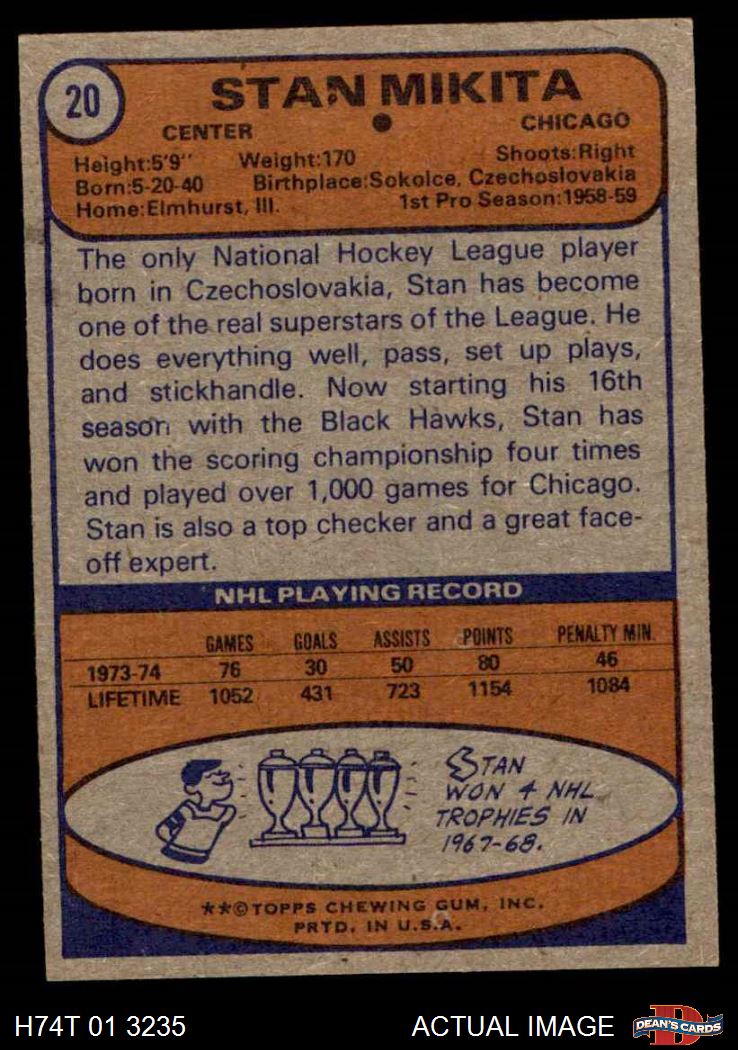 20
STAN MIKITA
CENTER
CHICAGO
Height:5'9" Weight:170 Shoots:Right
Born:5-20-40 Birthplace:Sokolce, Czechoslovakia
Home:Elmhurst, Ill. 1st Pro Season:1958-59
The only National Hockey League player
born in Czechoslovakia, Stan has become
one of the real superstars of the League. He
does everything well, pass, set up plays,
and stickhandle. Now starting his 16th
season with the Black Hawks, Stan has
won the scoring championship four times
and played over 1,000 games for Chicago.
Stan is also a top checker and a great face-
off expert.
NHL PLAYING RECORD
GAMES GOALS ASSISTS POINTS PENALTY MIN.
1973-74 76 30 50 80 46
LIFETIME 1052 431 723 1154 1084
STAN
WON 4 NHL
TROPHIES IN
1967-68.
**©TOPPS CHEWING GUM, INC.
PRTD. IN U.S.A.
H74T 01 3235 ACTUAL IMAGE
D
DEAN'S CARDS